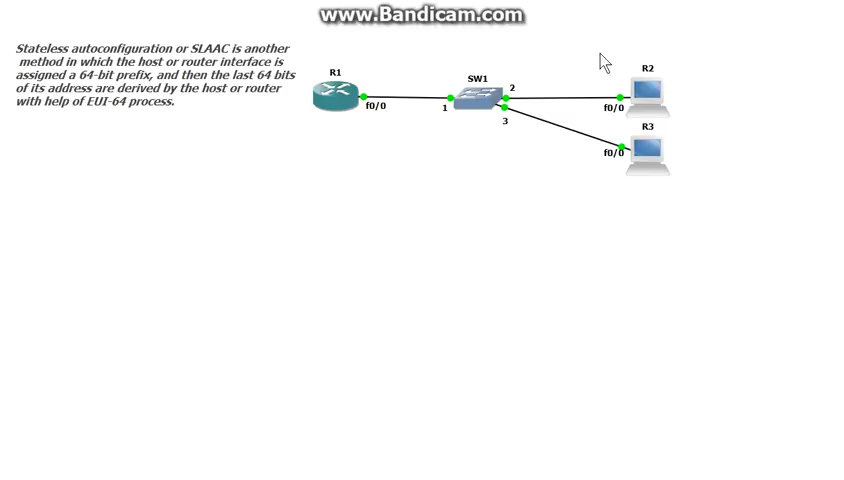 www.Bandicam.com
Stateless autoconfiguration or SLAAC is another
method in which the host or router interface is
assigned a 64-bit prefix, and then the last 64 bits
of its address are derived by the host or router
with help of EUI-64 process.
R1
f0/0
SW1
1
2
3
R2
f0/0
R3
f0/0